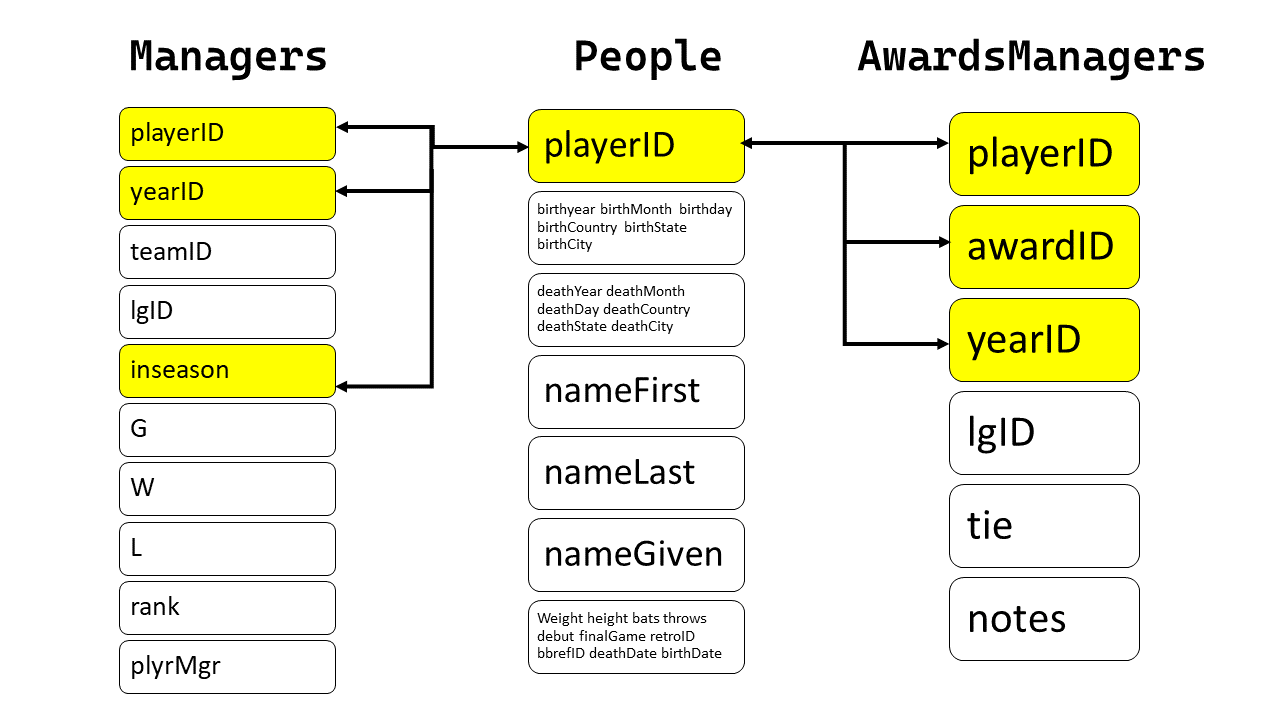 Managers
playerID
yearID
teamID
lgID
inseason
G
W
L
rank
plyrMgr
People
playerID
birthyear birthMonth birthday
birthCountry birthState
birthCity
deathYear deathMonth
deathDay deathCountry
deathState deathCity
nameFirst
nameLast
nameGiven
Weight height bats throws
debut finalGame retroID
bbrefID deathDate birthDate
AwardsManagers
playerID
awardID
yearID
lgID
tie
notes